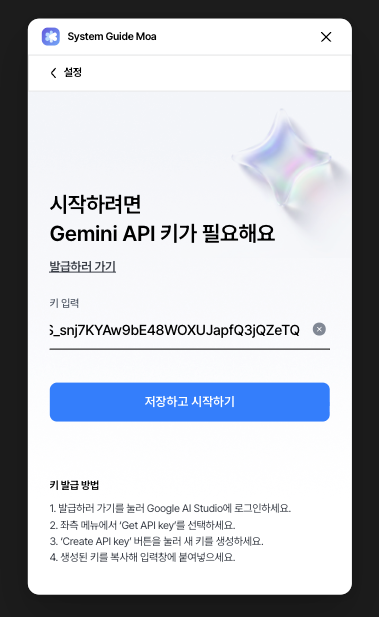 System Guide Moa
설정
시작하려면
Gemini API 키가 필요해요
발급하러 가기
키 입력
_snj7KYAw9bE48WOXUJapfQ3jQZeTQ
저장하고 시작하기
키 발급 방법
1. 발급하러 가기를 눌러 Google AI Studio에 로그인하세요.
2. 좌측 메뉴에서 ‘Get API key’를 선택하세요.
3. ‘Create API key’ 버튼을 눌러 새 키를 생성하세요.
4. 생성된 키를 복사해 입력창에 붙여넣으세요.